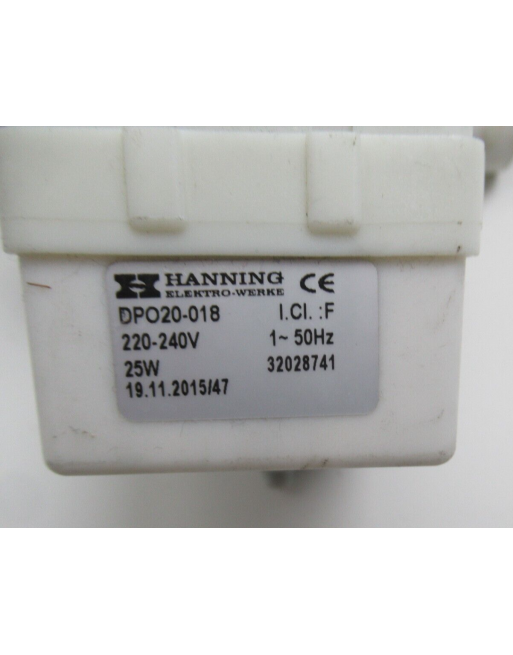 H HANNING CE
ELEKTRO-WERKE
DPO20-018 I.Cl. :F
220-240V 1~ 50Hz
25W 32028741
19.11.2015/47